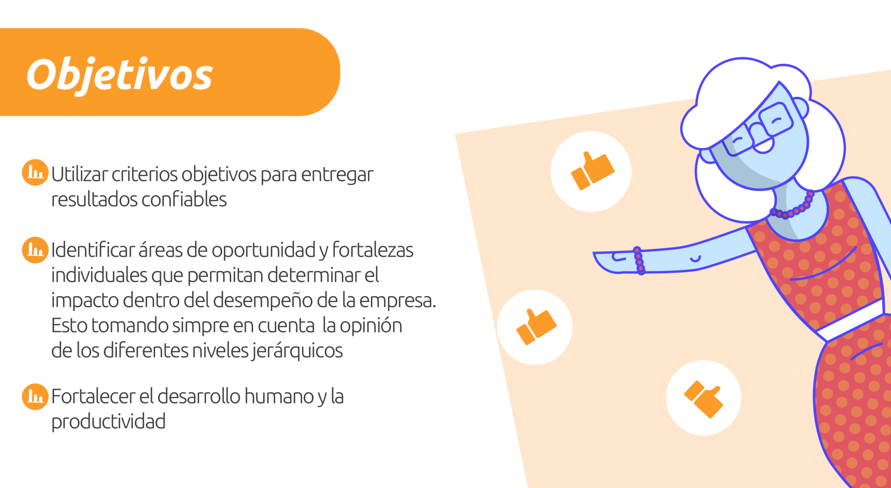 Objetivos
Utilizar criterios objetivos para entregar
resultados confiables
Identificar áreas de oportunidad y fortalezas
individuales que permitan determinar el
impacto dentro del desempeño de la empresa.
Esto tomando simpre en cuenta la opinión
de los diferentes niveles jerárquicos
Fortalecer el desarrollo humano y la
productividad